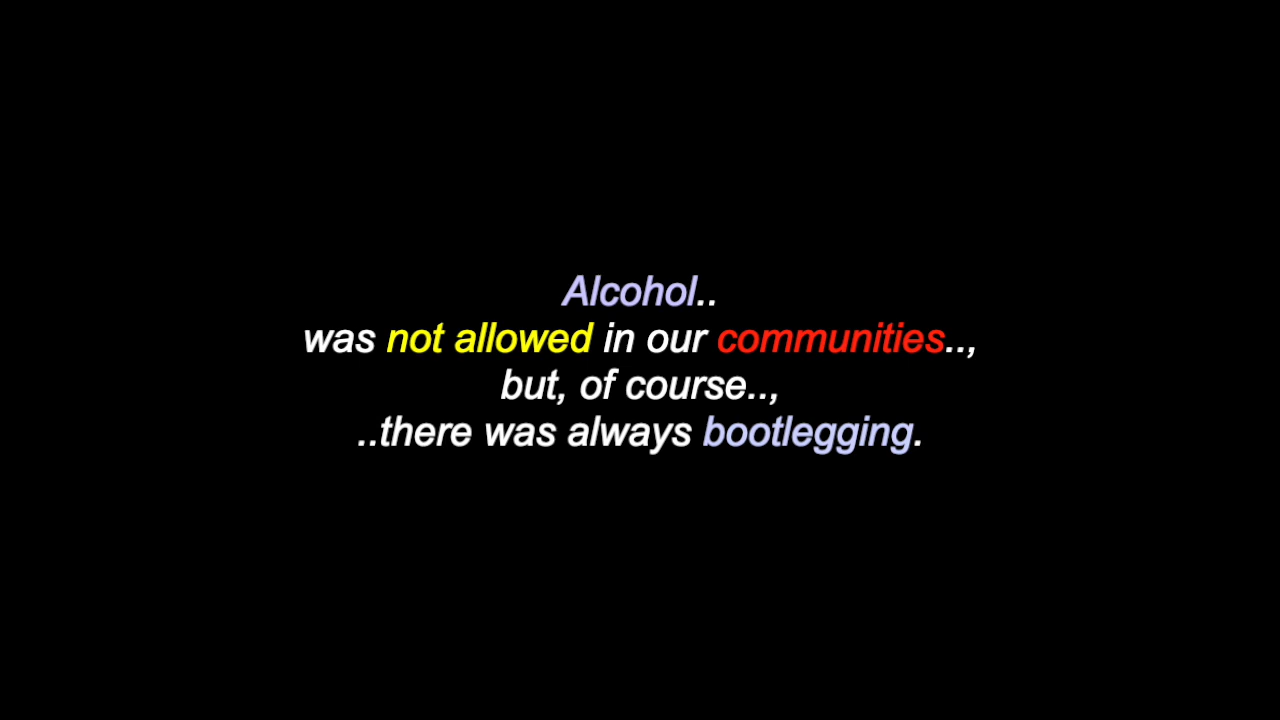 Alcohol..
was not allowed in our communities..,
but, of course..,
..there was always bootlegging.